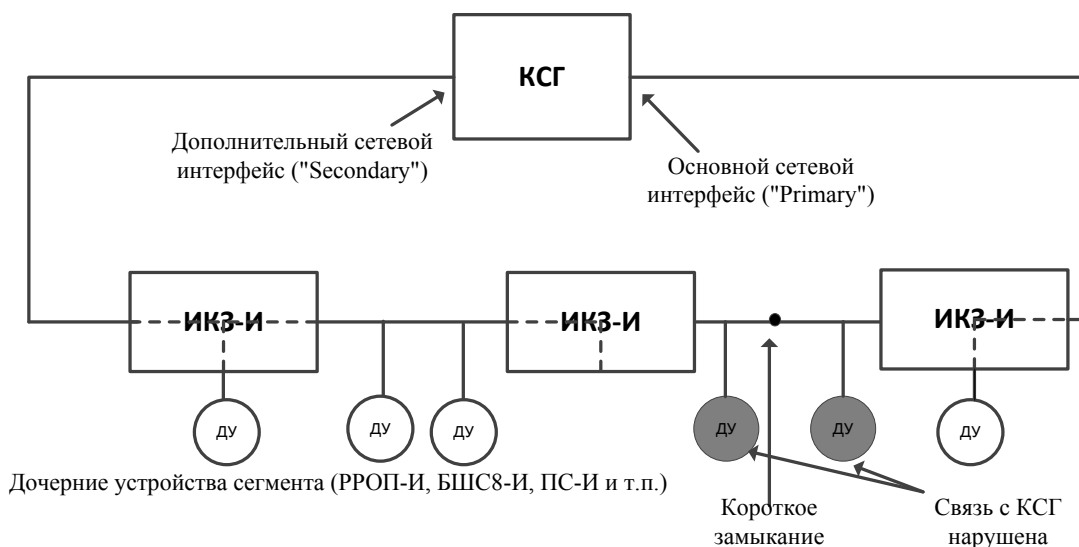 КСГ
Дополнительный сетевой
интерфейс ("Secondary")
Основной сетевой
интерфейс ("Primary")
ИКЗ-И
ИКЗ-И
ИКЗ-И
ДУ
ДУ
ДУ
ДУ
ДУ
ДУ
Дочерние устройства сегмента (РРОП-И, БШС8-И, ПС-И и т.п.)
Короткое
замыкание
Связь с КСГ
нарушена